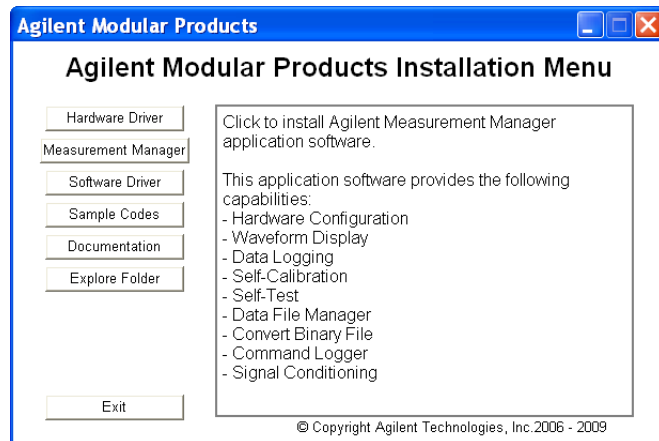 Agilent Modular Products
Agilent Modular Products Installation Menu
Hardware Driver
Measurement Manager
Software Driver
Sample Codes
Documentation
Explore Folder
Exit
Click to install Agilent Measurement Manager
application software.
This application software provides the following
capabilities:
- Hardware Configuration
- Waveform Display
- Data Logging
- Self-Calibration
- Self-Test
- Data File Manager
- Convert Binary File
- Command Logger
- Signal Conditioning
© Copyright Agilent Technologies, Inc.2006 - 2009